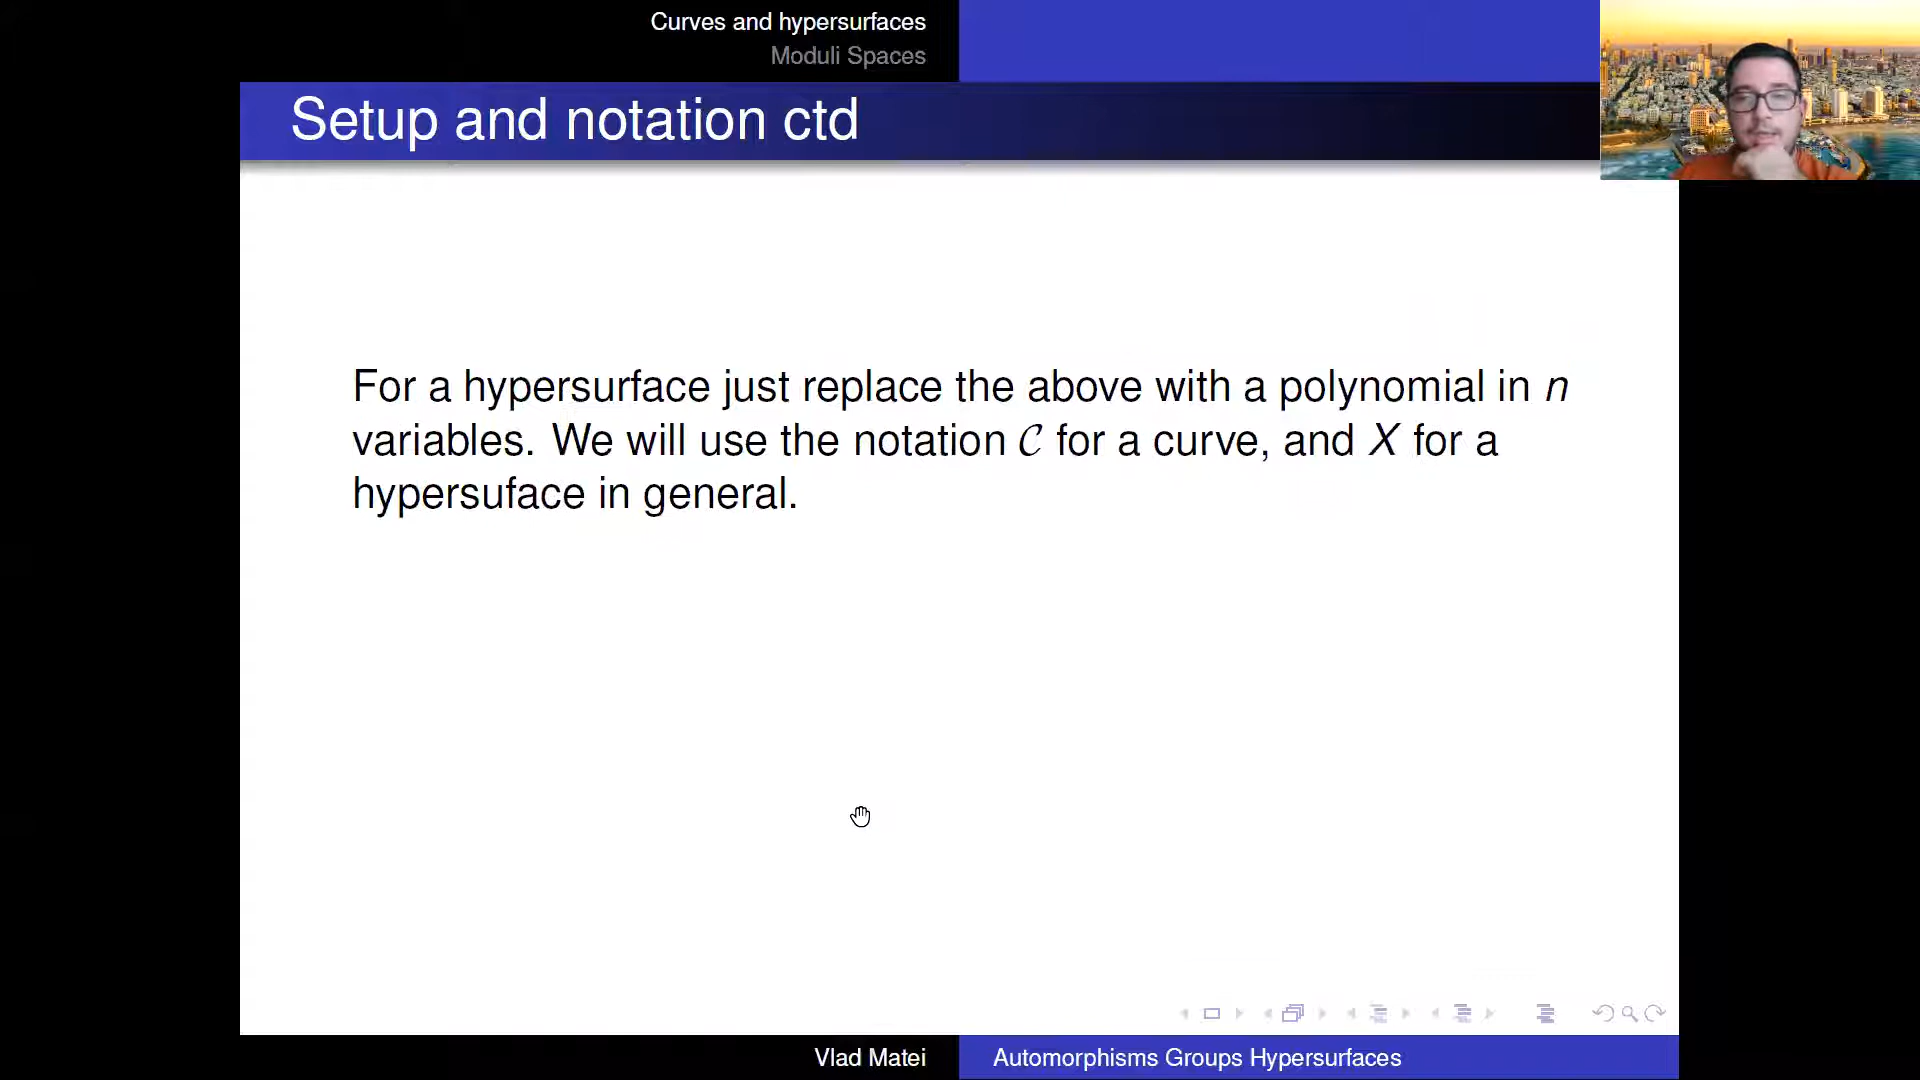 Curves and hypersurfaces
Moduli Spaces
Setup and notation ctd
For a hypersurface just replace the above with a polynomial in n
variables. We will use the notation 𝒞 for a curve, and X for a
hypersuface in general.
Vlad Matei
Automorphisms Groups Hypersurfaces